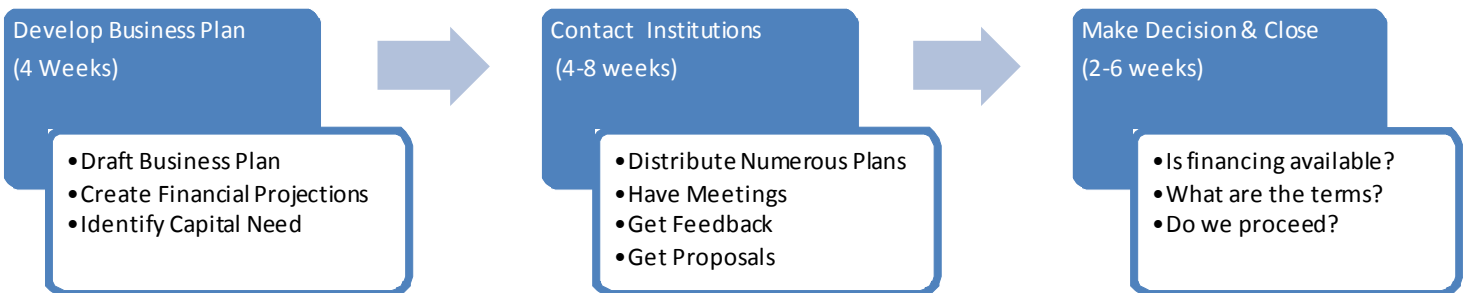 Develop Business Plan
(4 Weeks)
•Draft Business Plan
•Create Financial Projections
•Identify Capital Need
Contact Institutions
(4-8 weeks)
•Distribute Numerous Plans
•Have Meetings
•Get Feedback
•Get Proposals
Make Decision & Close
(2-6 weeks)
•Is financing available?
•What are the terms?
•Do we proceed?